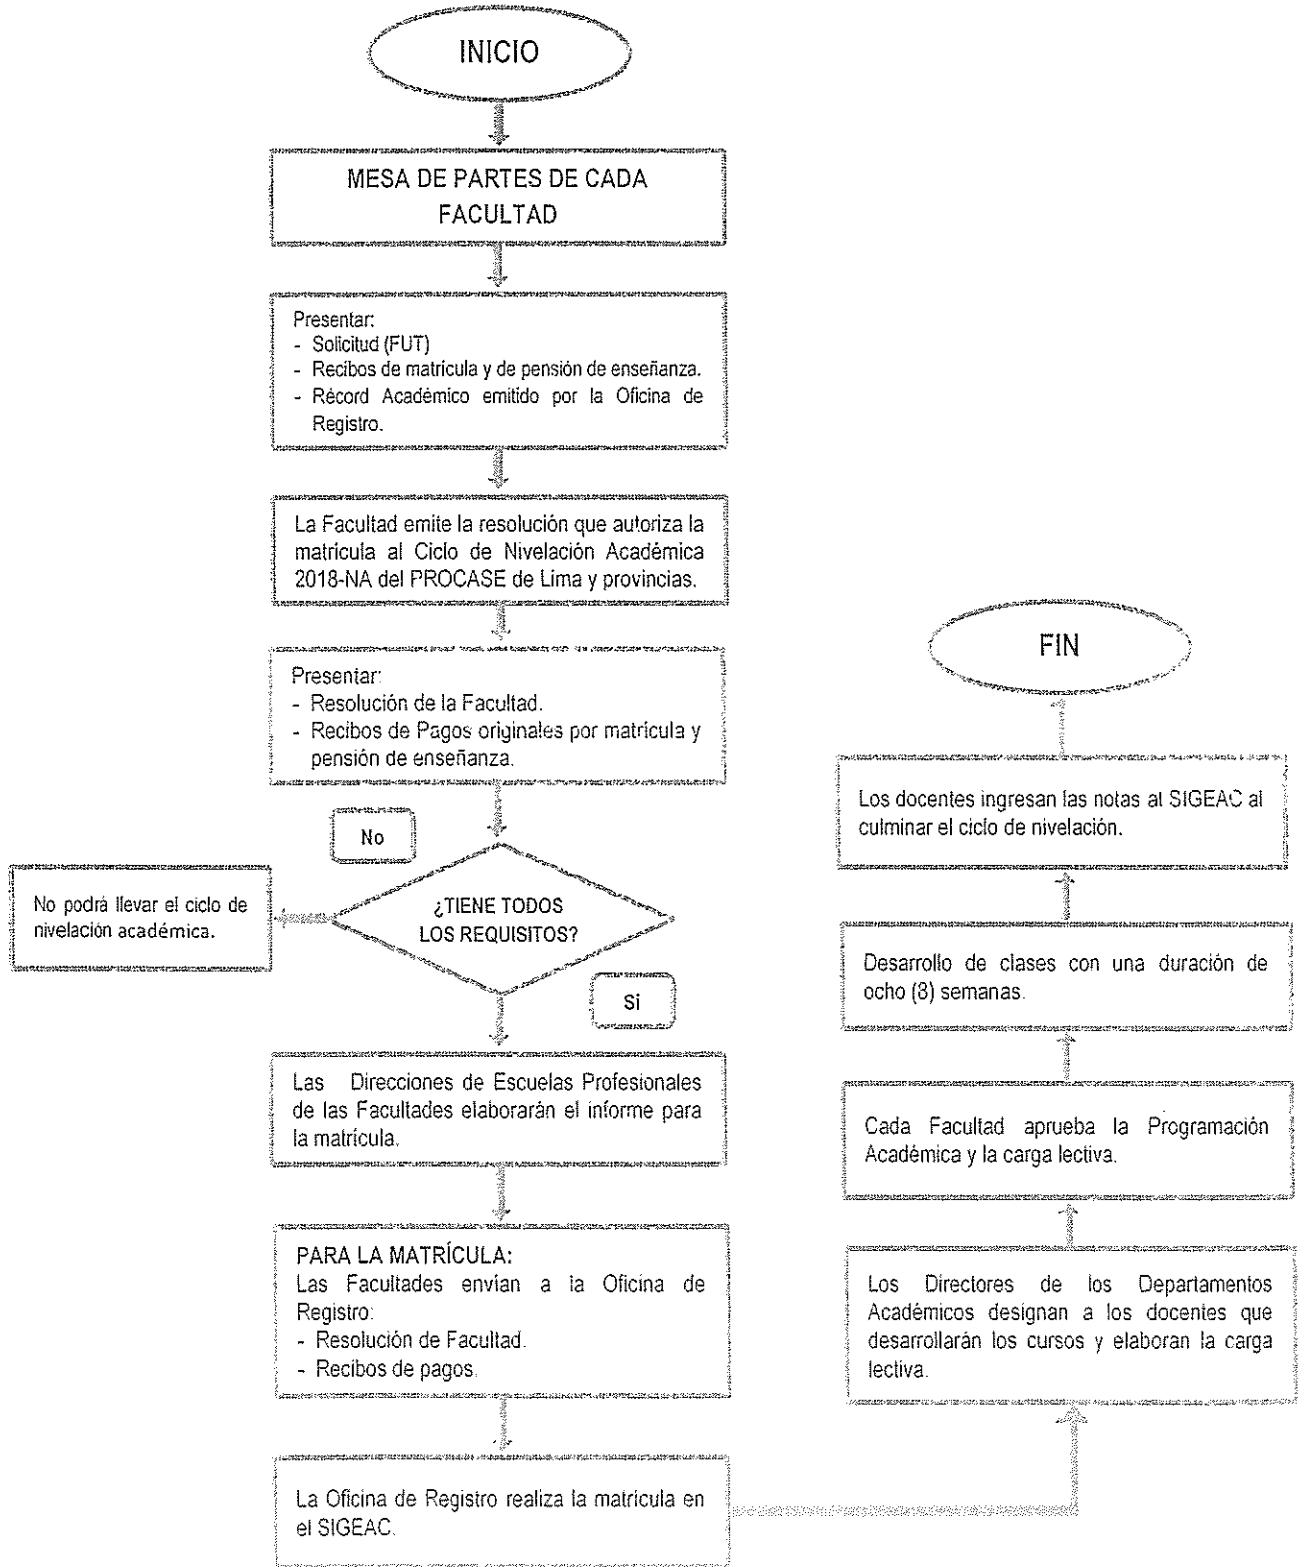 INICIO
MESA DE PARTES DE CADA
FACULTAD
Presentar:
- Solicitud (FUT)
- Recibos de matrícula y de pensión de enseñanza.
- Récord Académico emitido por la Oficina de
Registro.
La Facultad emite la resolución que autoriza la
matrícula al Ciclo de Nivelación Académica
2018-NA del PROCASE de Lima y provincias.
Presentar:
- Resolución de la Facultad.
- Recibos de Pagos originales por matrícula y
pensión de enseñanza.
No
¿TIENE TODOS
LOS REQUISITOS?
No podrá llevar el ciclo de
nivelación académica.
Si
Las Direcciones de Escuelas Profesionales
de las Facultades elaborarán el informe para
la matrícula.
PARA LA MATRÍCULA:
Las Facultades envían a la Oficina de
Registro:
- Resolución de Facultad.
- Recibos de pagos.
La Oficina de Registro realiza la matrícula en
el SIGEAC.
Los Directores de los Departamentos
Académicos designan a los docentes que
desarrollarán los cursos y elaboran la carga
lectiva.
Cada Facultad aprueba la Programación
Académica y la carga lectiva.
Desarrollo de clases con una duración de
ocho (8) semanas.
Los docentes ingresan las notas al SIGEAC al
culminar el ciclo de nivelación.
FIN